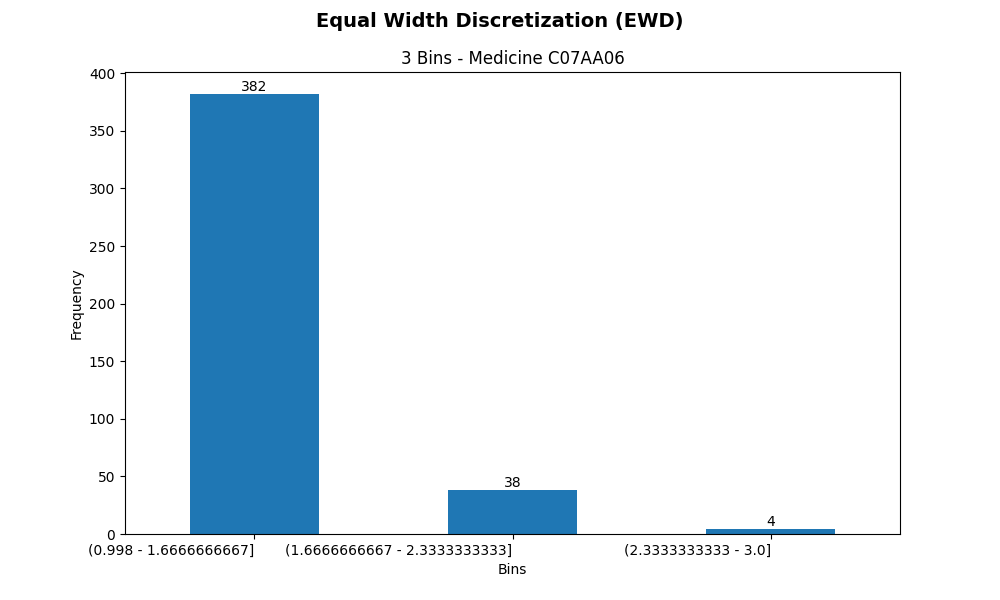 Equal Width Discretization (EWD)
3 Bins - Medicine C07AA06
400
350
300
250
200
150
100
50
0
Frequency
382
38
4
(0.998 - 1.6666666667]
(1.6666666667 - 2.3333333333]
(2.3333333333 - 3.0]
Bins